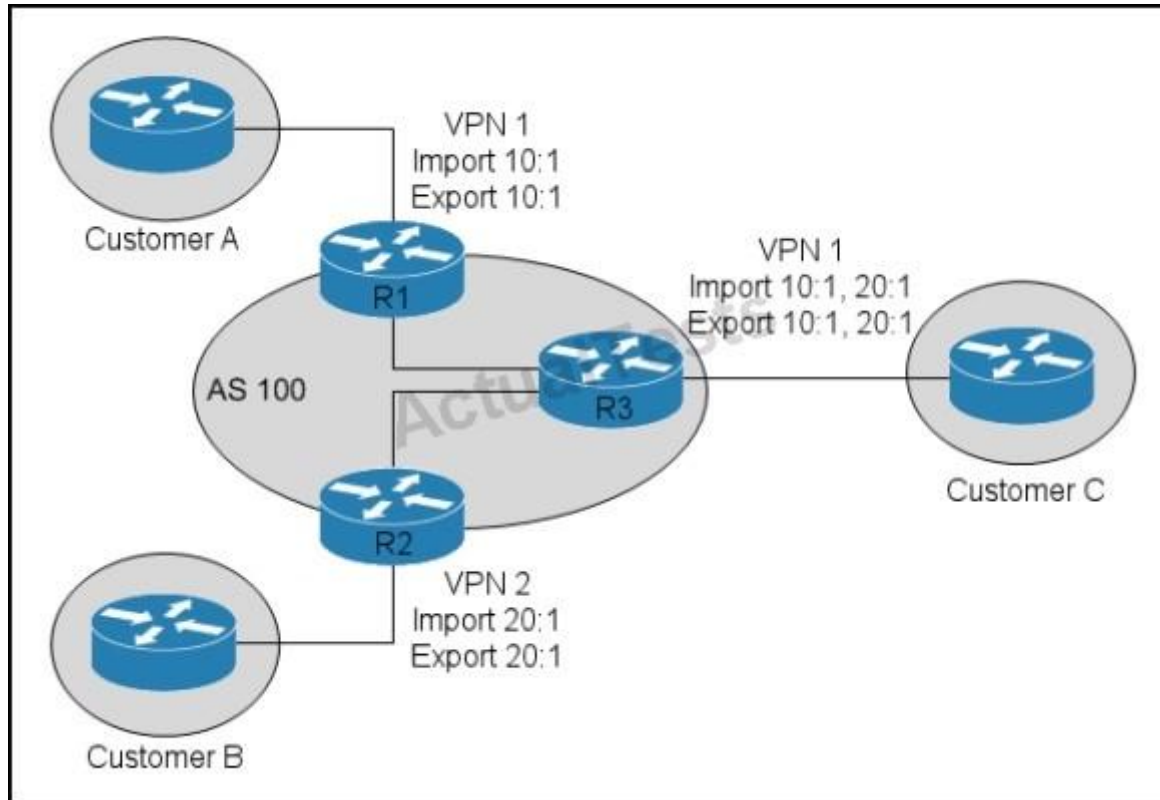 VPN 1
Import 10:1
Export 10:1
Customer A
R1
VPN 1
Import 10:1, 20:1
Export 10:1, 20:1
AS 100
ActualTests
R3
Customer C
R2
VPN 2
Import 20:1
Export 20:1
Customer B